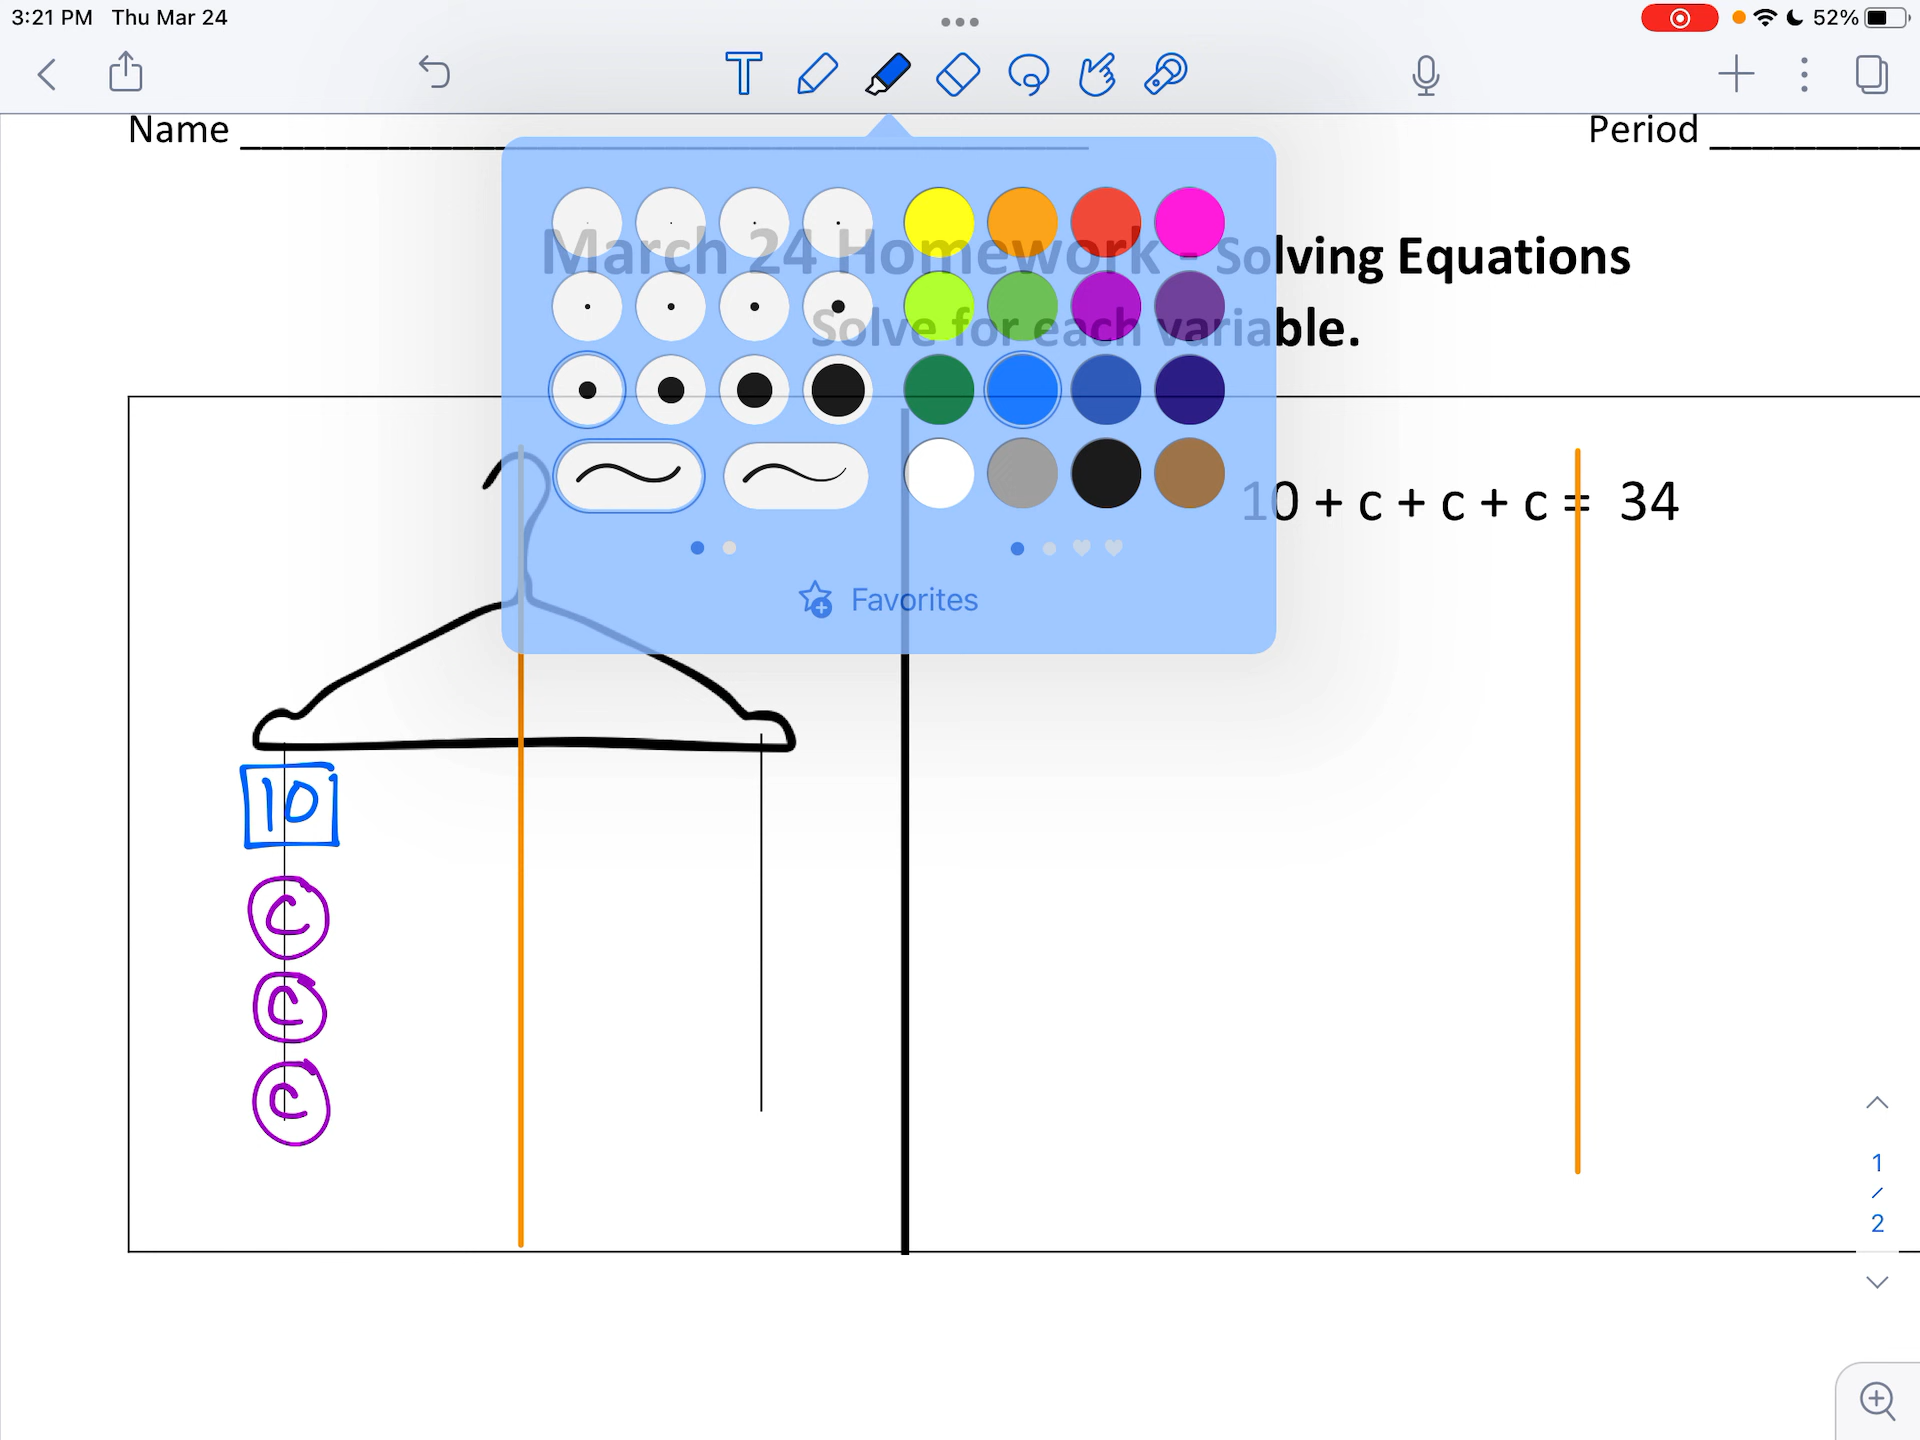 3:21 PM Thu Mar 24
52%
T
Name
Period
March 24 Homework - Solving Equations
Solve for each variable.
10 + c + c + c = 34
Favorites
10
c
c
c
1
/
2